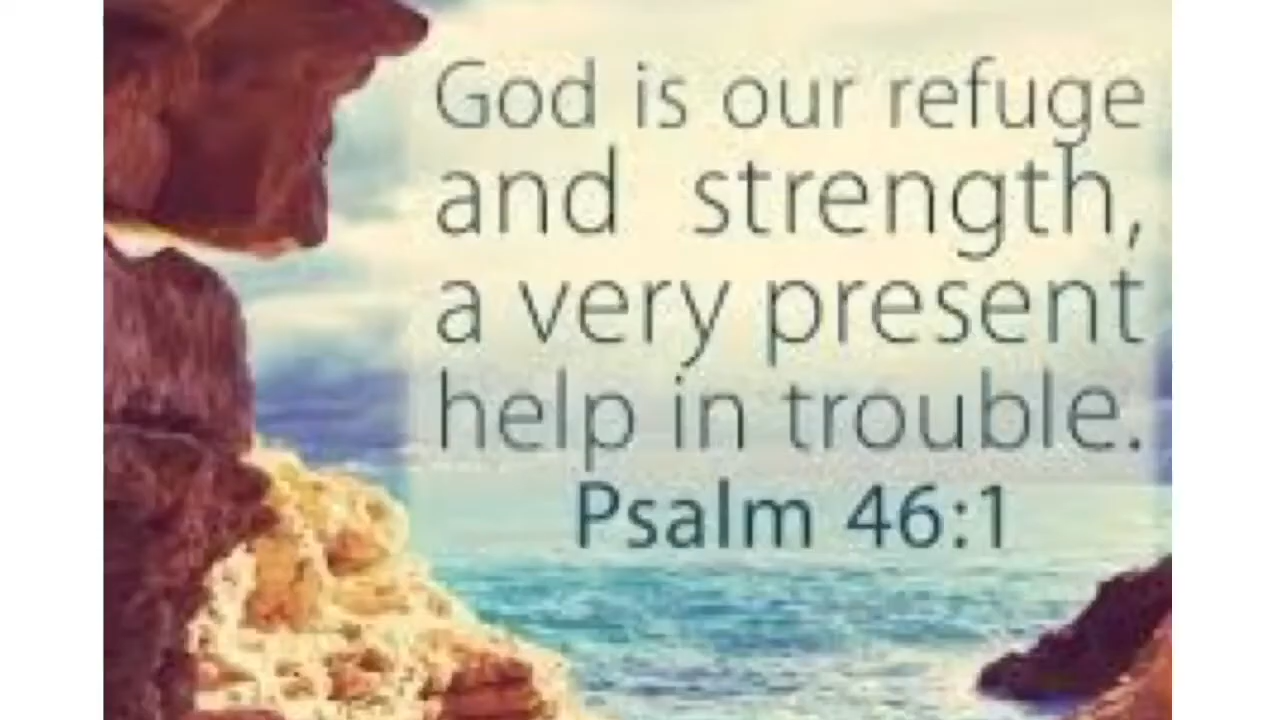 God is our refuge
and strength,
a very present
help in trouble.
Psalm 46:1